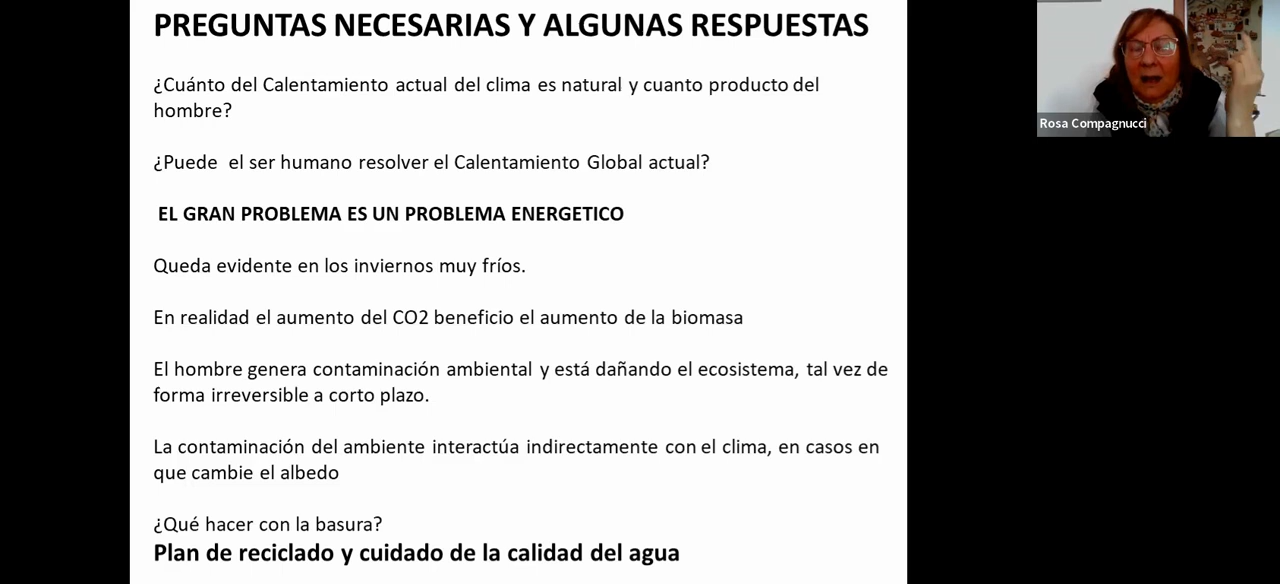 PREGUNTAS NECESARIAS Y ALGUNAS RESPUESTAS
¿Cuánto del Calentamiento actual del clima es natural y cuanto producto del
hombre?
¿Puede el ser humano resolver el Calentamiento Global actual?
EL GRAN PROBLEMA ES UN PROBLEMA ENERGETICO
Queda evidente en los inviernos muy fríos.
En realidad el aumento del CO2 beneficio el aumento de la biomasa
El hombre genera contaminación ambiental y está dañando el ecosistema, tal vez de
forma irreversible a corto plazo.
La contaminación del ambiente interactúa indirectamente con el clima, en casos en
que cambie el albedo
¿Qué hacer con la basura?
Plan de reciclado y cuidado de la calidad del agua
Rosa Compagnucci